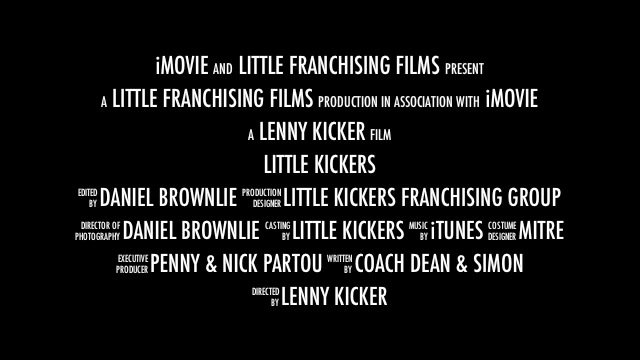 iMOVIE AND LITTLE FRANCHISING FILMS PRESENT
A LITTLE FRANCHISING FILMS PRODUCTION IN ASSOCIATION WITH iMOVIE
A LENNY KICKER FILM
LITTLE KICKERS
EDITED BY DANIEL BROWNLIE PRODUCTION DESIGNER LITTLE KICKERS FRANCHISING GROUP
DIRECTOR OF PHOTOGRAPHY DANIEL BROWNLIE CASTING BY LITTLE KICKERS MUSIC BY iTUNES COSTUME DESIGNER MITRE
EXECUTIVE PRODUCER PENNY & NICK PARTOU WRITTEN BY COACH DEAN & SIMON
DIRECTED BY LENNY KICKER